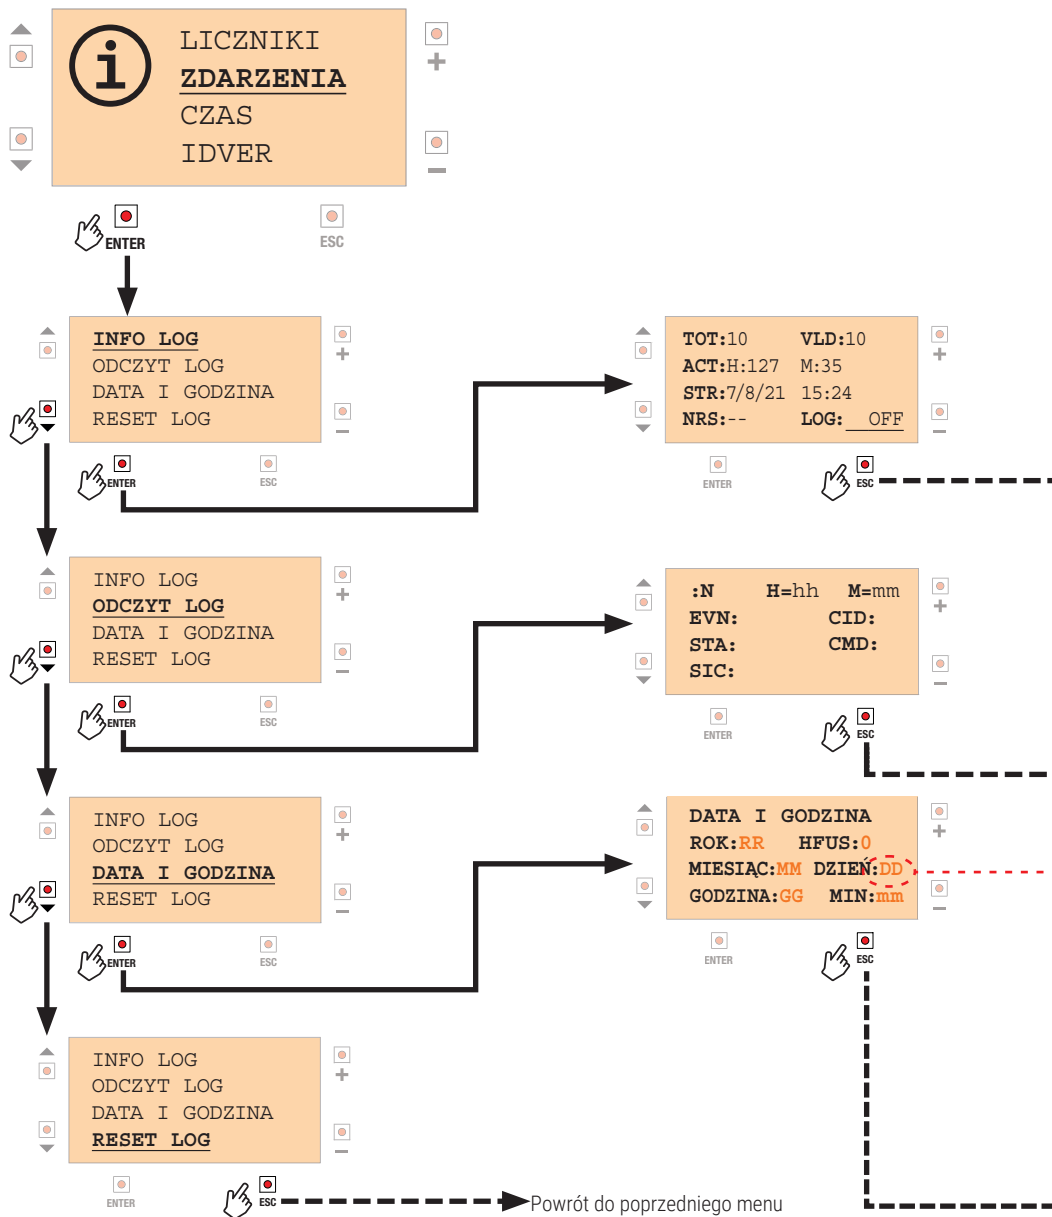 LICZNIKI
ZDARZENIA
CZAS
IDVER
ENTER
ESC
INFO LOG
ODCZYT LOG
DATA I GODZINA
RESET LOG
ENTER
ESC
TOT:10 VLD:10
ACT:H:127 M:35
STR:7/8/21 15:24
NRS:-- LOG: OFF
ENTER
ESC
INFO LOG
ODCZYT LOG
DATA I GODZINA
RESET LOG
ENTER
ESC
:N H=hh M=mm
EVN: CID:
STA: CMD:
SIC:
ENTER
ESC
INFO LOG
ODCZYT LOG
DATA I GODZINA
RESET LOG
ENTER
ESC
DATA I GODZINA
ROK:RR HFUS:0
MIESIĄC:MM DZIEŃ:DD
GODZINA:GG MIN:mm
ENTER
ESC
INFO LOG
ODCZYT LOG
DATA I GODZINA
RESET LOG
ENTER
ESC
Powrót do poprzedniego menu